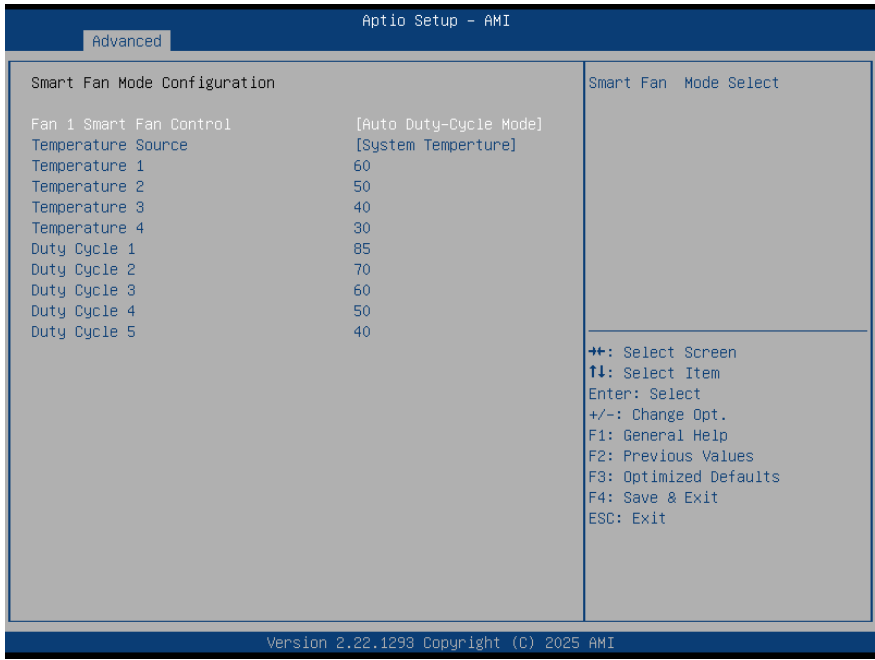 Aptio Setup – AMI
Advanced
Smart Fan Mode Configuration
Fan 1 Smart Fan Control [Auto Duty-Cycle Mode]
Temperature Source [System Temperture]
Temperature 1 60
Temperature 2 50
Temperature 3 40
Temperature 4 30
Duty Cycle 1 85
Duty Cycle 2 70
Duty Cycle 3 60
Duty Cycle 4 50
Duty Cycle 5 40
Smart Fan Mode Select
→←: Select Screen
↑↓: Select Item
Enter: Select
+/-: Change Opt.
F1: General Help
F2: Previous Values
F3: Optimized Defaults
F4: Save & Exit
ESC: Exit
Version 2.22.1293 Copyright (C) 2025 AMI